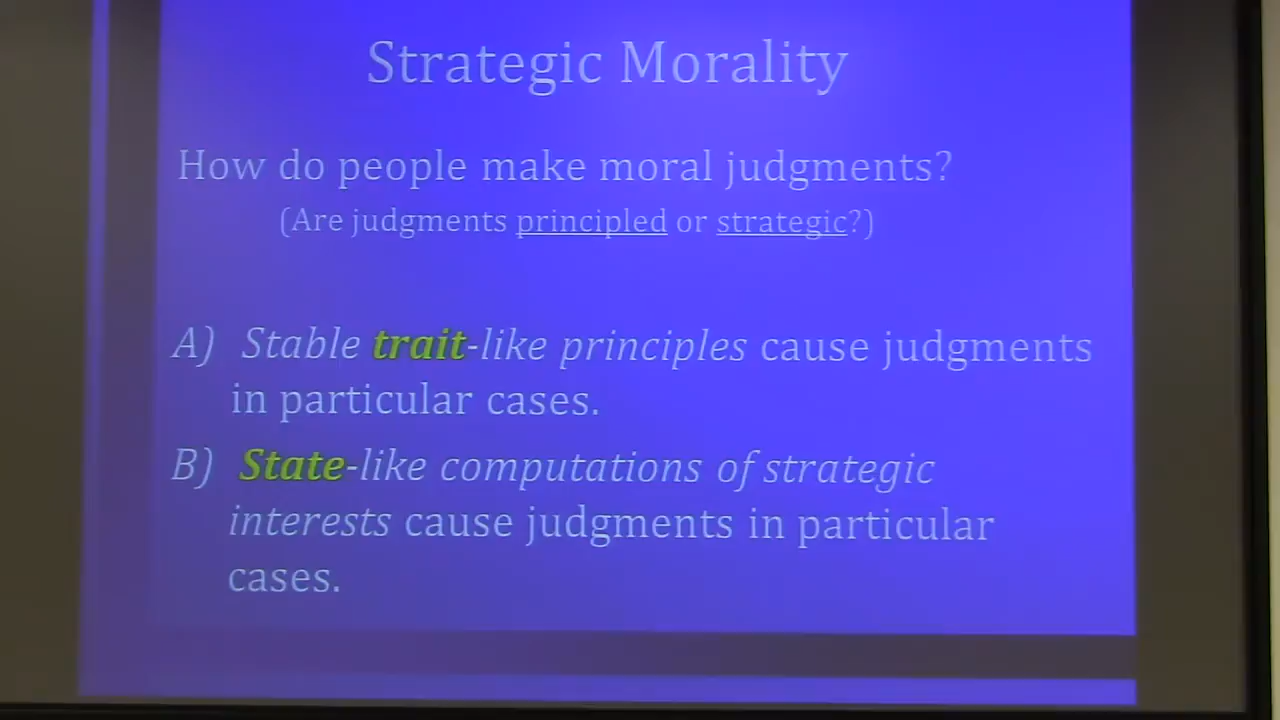 Strategic Morality
How do people make moral judgments?
(Are judgments principled or strategic?)
A) Stable trait-like principles cause judgments
in particular cases.
B) State-like computations of strategic
interests cause judgments in particular
cases.